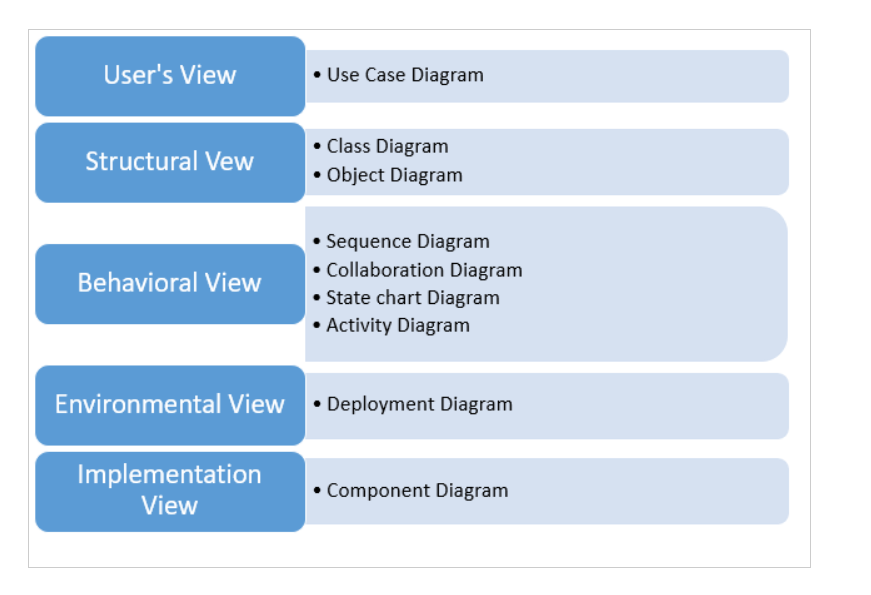 User's View
• Use Case Diagram
Structural Vew
• Class Diagram
• Object Diagram
Behavioral View
• Sequence Diagram
• Collaboration Diagram
• State chart Diagram
• Activity Diagram
Environmental View
• Deployment Diagram
Implementation
View
• Component Diagram